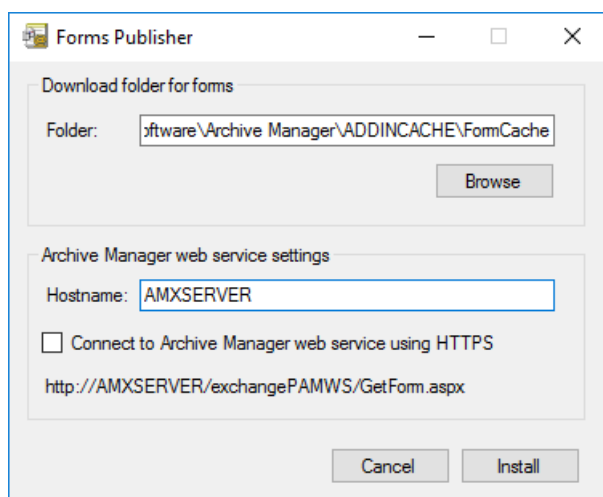 Forms Publisher
Download folder for forms
Folder: oftware\Archive Manager\ADDINCACHE\FormCache
Browse
Archive Manager web service settings
Hostname: AMXSERVER
Connect to Archive Manager web service using HTTPS
http://AMXSERVER/exchangePAMWS/GetForm.aspx
Cancel Install